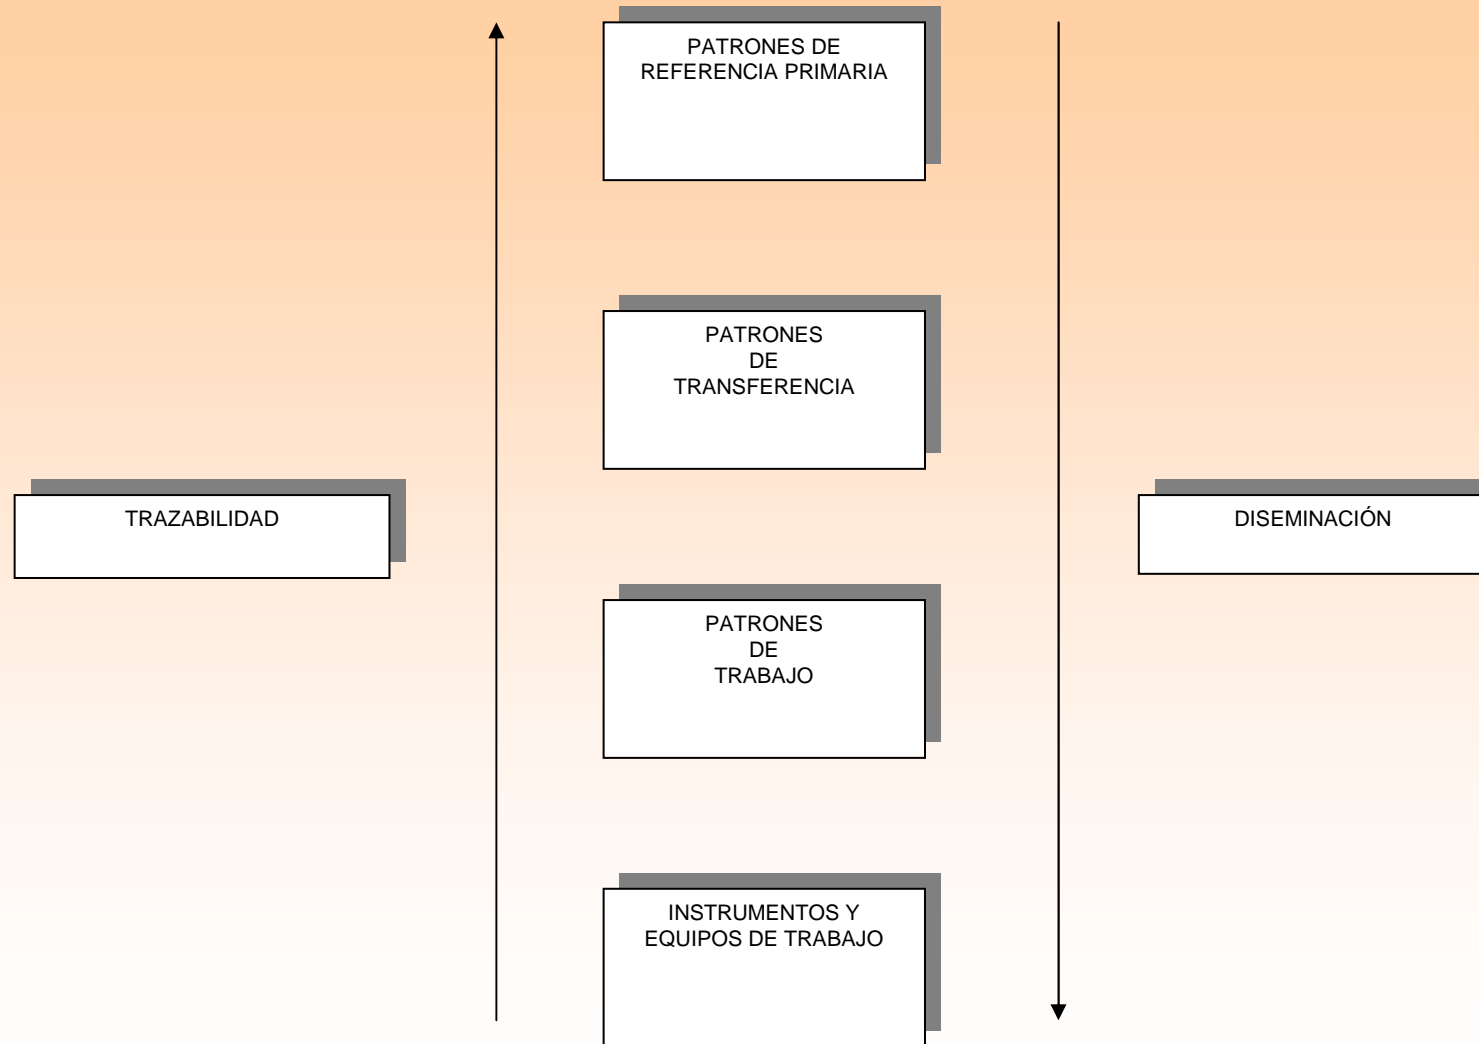 PATRONES DE
REFERENCIA PRIMARIA
PATRONES
DE
TRANSFERENCIA
TRAZABILIDAD
DISEMINACIÓN
PATRONES
DE
TRABAJO
INSTRUMENTOS Y
EQUIPOS DE TRABAJO